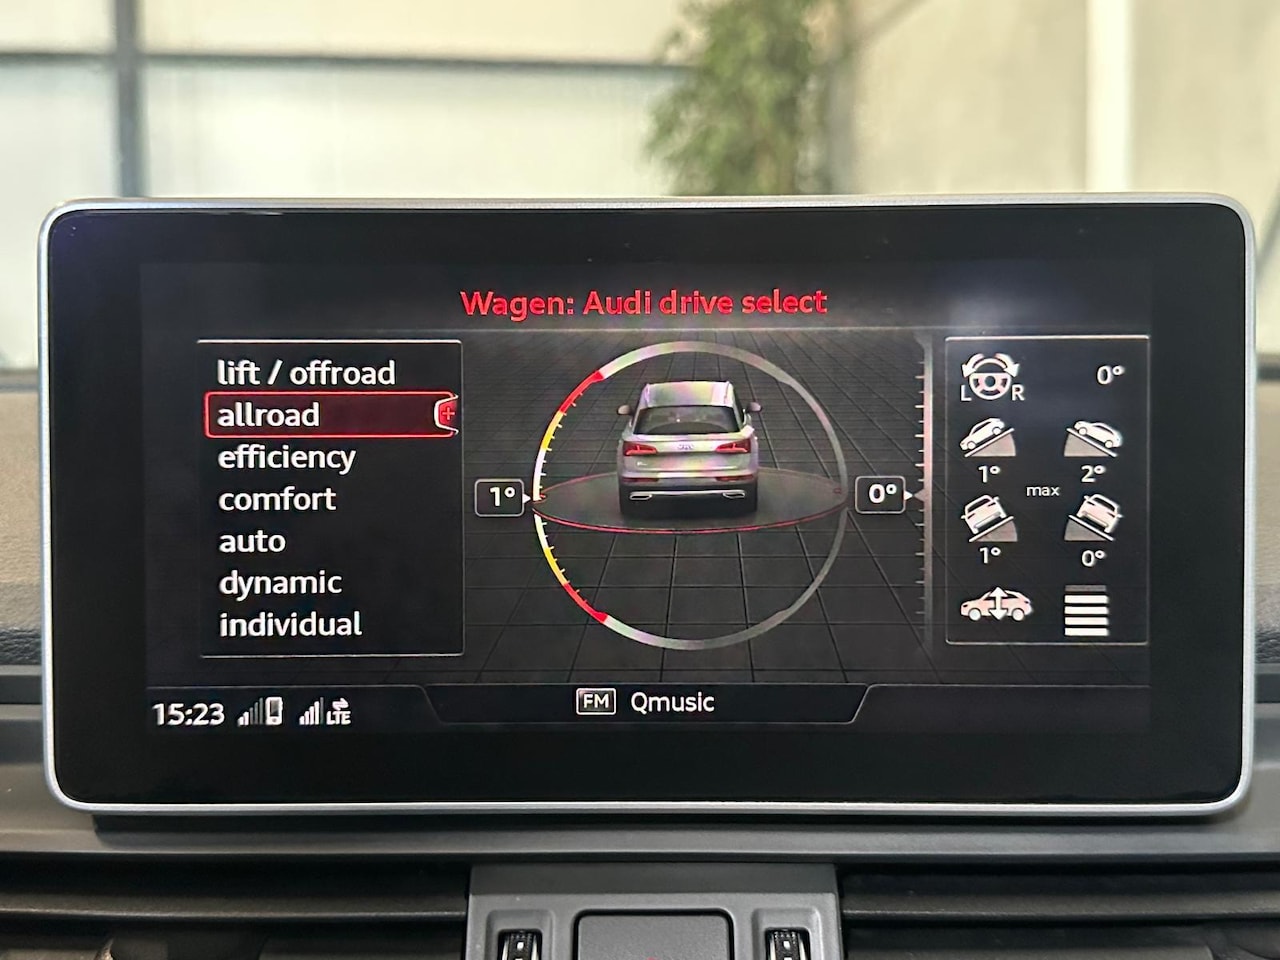 Wagen: Audi drive select
lift / offroad
allroad
efficiency
comfort
auto
dynamic
individual
1°
0°
L R 0°
1° max 2°
1° 0°
15:23 LTE
FM Qmusic